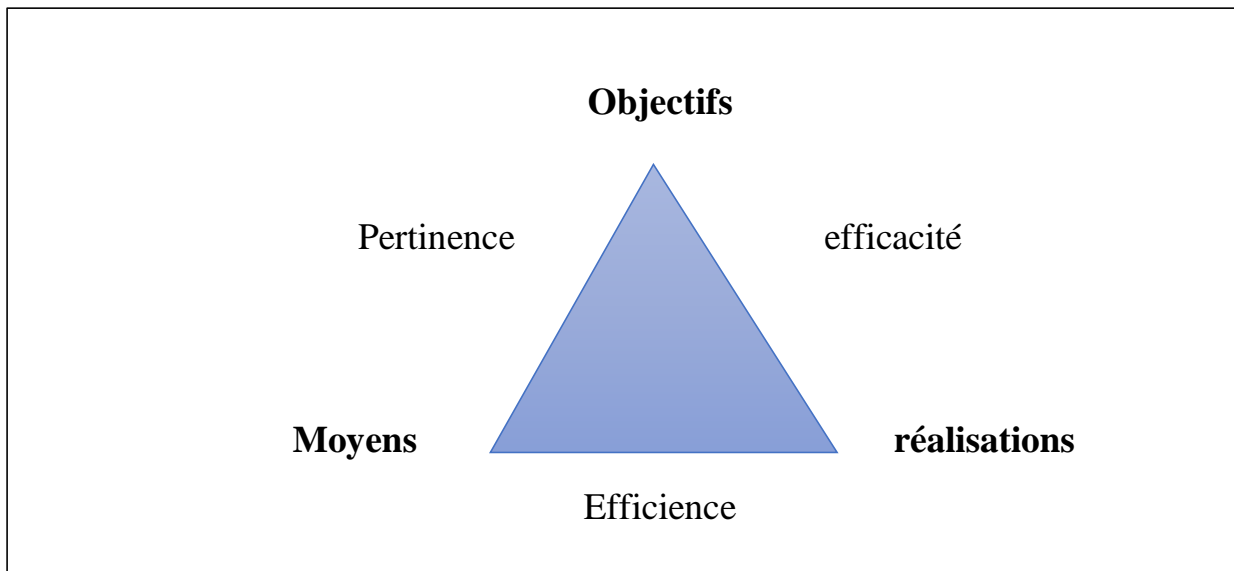 Objectifs
Pertinence efficacité
Moyens réalisations
Efficience